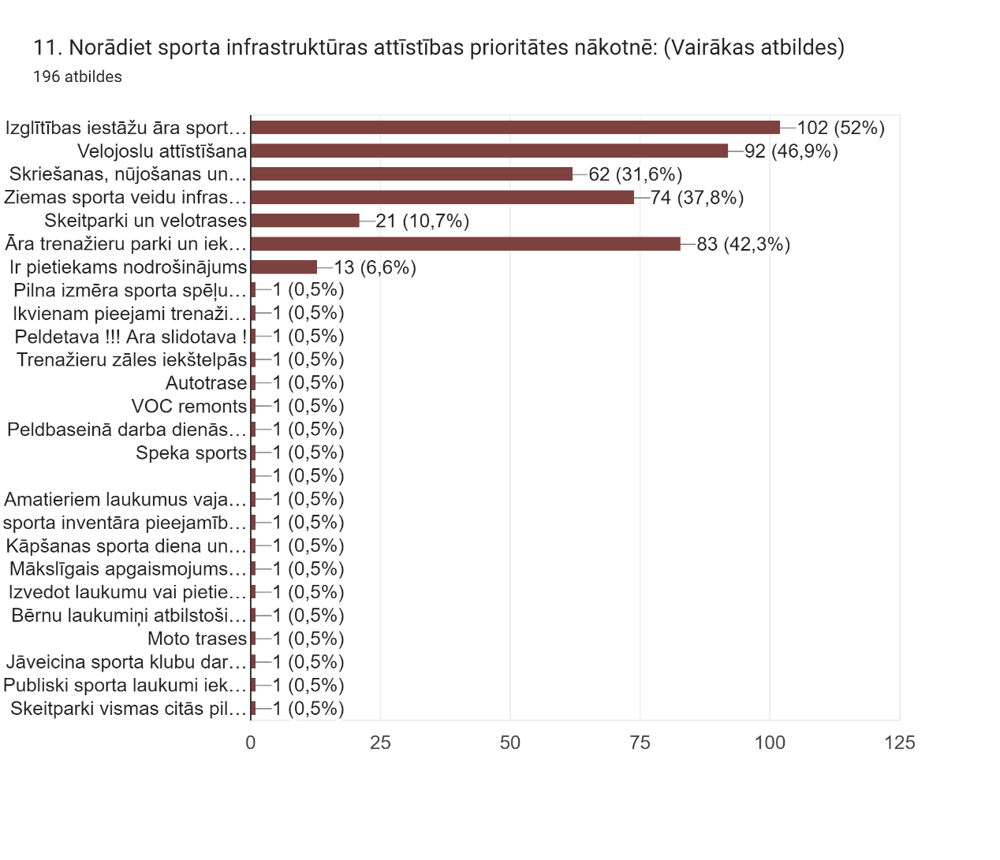 11. Norādiet sporta infrastruktūras attīstības prioritātes nākotnē: (Vairākas atbildes)
196 atbildes
Izglītības iestāžu āra sport… 102 (52%)
Velojoslu attīstīšana 92 (46,9%)
Skriešanas, nūjošanas un… 62 (31,6%)
Ziemas sporta veidu infras… 74 (37,8%)
Skeitparki un velotrases 21 (10,7%)
Āra trenažieru parki un iek… 83 (42,3%)
Ir pietiekams nodrošinājums 13 (6,6%)
Pilna izmēra sporta spēļu… 1 (0,5%)
Ikvienam pieejami trenaži… 1 (0,5%)
Peldetava !!! Ara slidotava ! 1 (0,5%)
Trenažieru zāles iekštelpās 1 (0,5%)
Autotrase 1 (0,5%)
VOC remonts 1 (0,5%)
Peldbaseinā darba dienās… 1 (0,5%)
Speka sports 1 (0,5%)
1 (0,5%)
Amatieriem laukumus vaja… 1 (0,5%)
sporta inventāra pieejamīb… 1 (0,5%)
Kāpšanas sporta diena un… 1 (0,5%)
Mākslīgais apgaismojums… 1 (0,5%)
Izvedot laukumu vai pietie… 1 (0,5%)
Bērnu laukumiņi atbilstoši… 1 (0,5%)
Moto trases 1 (0,5%)
Jāveicina sporta klubu dar… 1 (0,5%)
Publiski sporta laukumi iek… 1 (0,5%)
Skeitparki vismas citās pil… 1 (0,5%)
0 25 50 75 100 125